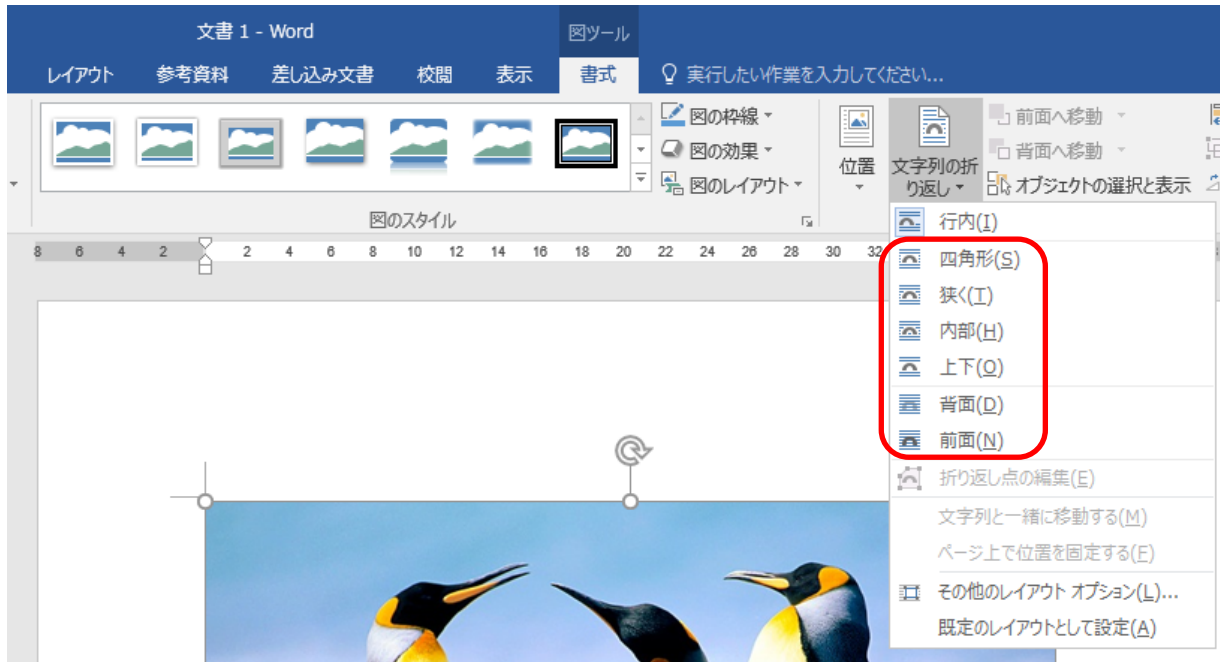 文書 1 - Word
図ツール
レイアウト 参考資料 差し込み文書 校閲 表示 書式 実行したい作業を入力してください...
図の枠線
図の効果
図のレイアウト
図のスタイル
位置
文字列の折
り返し
前面へ移動
背面へ移動
オブジェクトの選択と表示
8 6 4 2 2 4 6 8 10 12 14 16 18 20 22 24 26 28 30 32
行内(I)
四角形(S)
狭く(T)
内部(H)
上下(O)
背面(D)
前面(N)
折り返し点の編集(E)
文字列と一緒に移動する(M)
ページ上で位置を固定する(F)
その他のレイアウト オプション(L)...
既定のレイアウトとして設定(A)